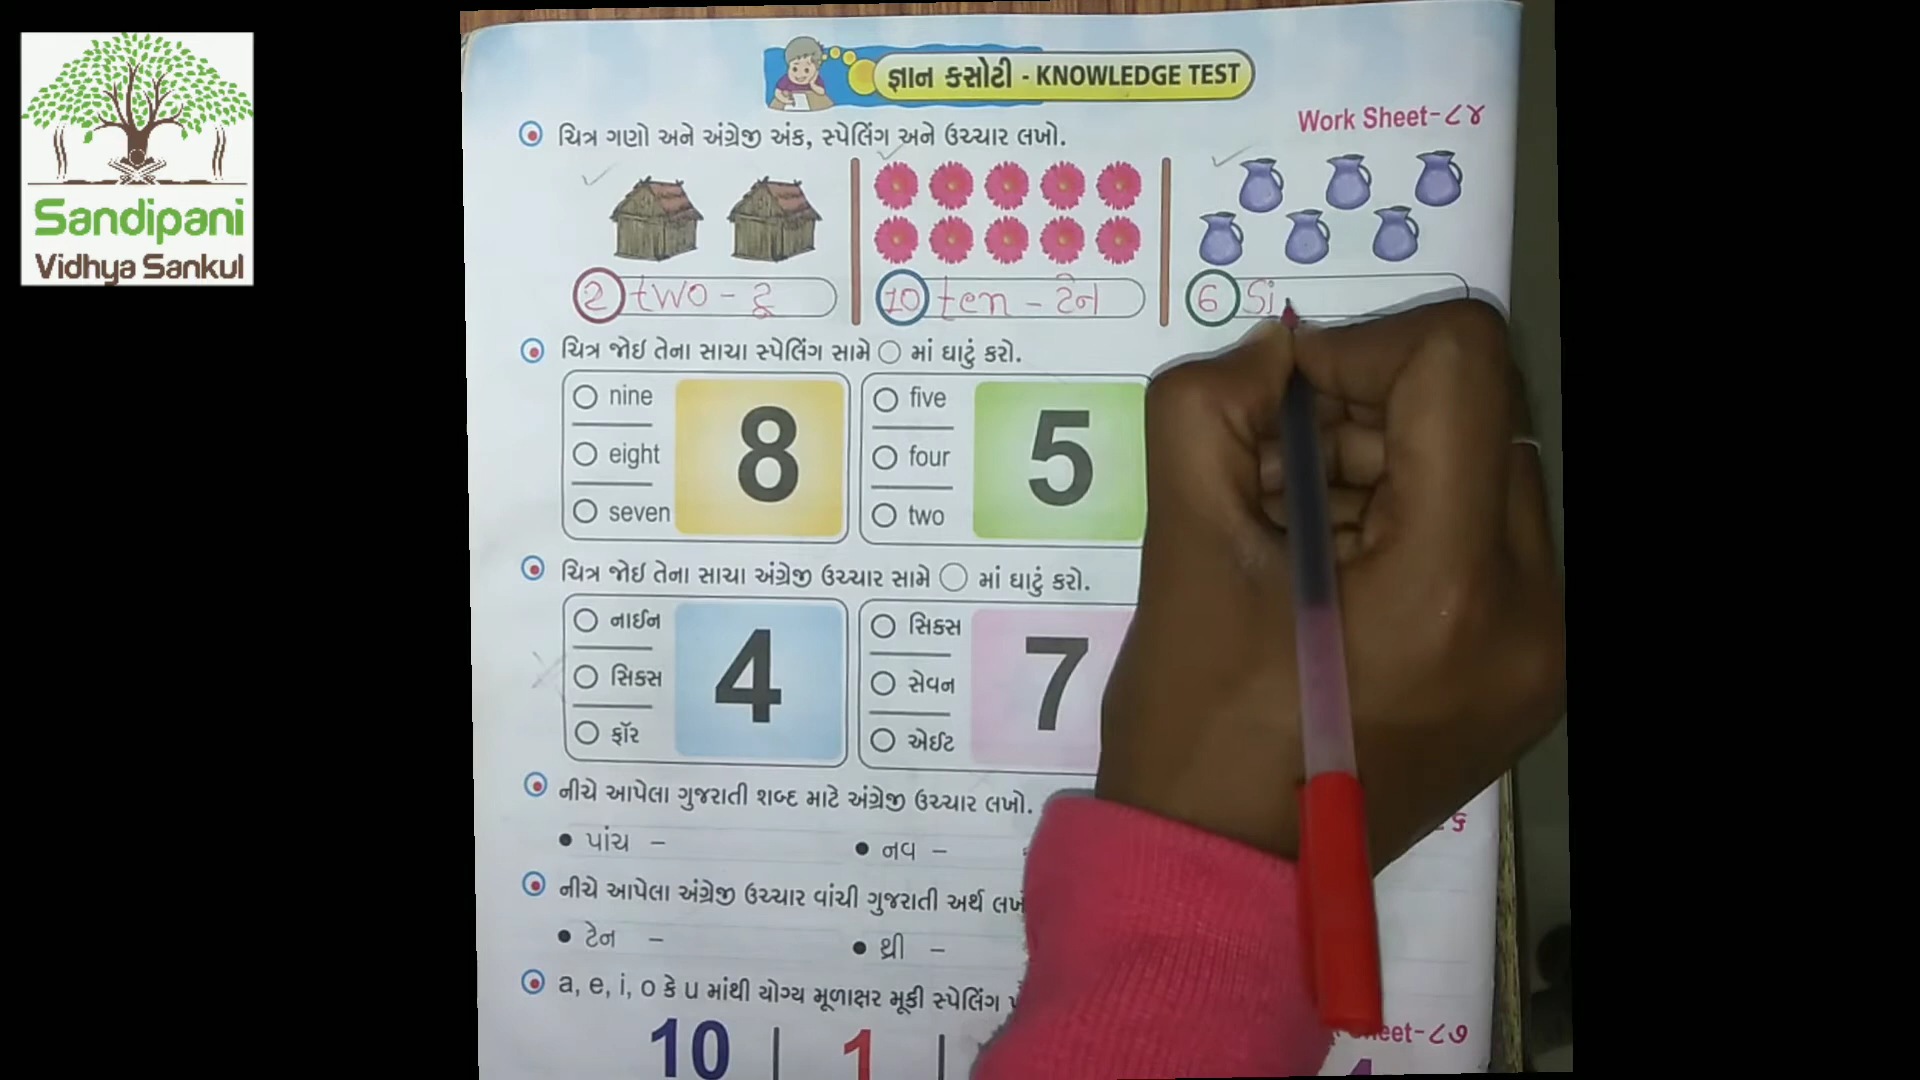 Sandipani
Vidhya Sankul
જ્ઞાન કસોટી - KNOWLEDGE TEST
Work Sheet-૮૪
ચિત્ર ગણો અને અંગ્રેજી અંક, સ્પેલિંગ અને ઉચ્ચાર લખો.
2 two - ટૂ
10 ten - ટેન
6 Si
ચિત્ર જોઈ તેના સાચા સ્પેલિંગ સામે ○ માં ઘાટું કરો.
nine
eight
seven
8
five
four
two
5
ચિત્ર જોઈ તેના સાચા અંગ્રેજી ઉચ્ચાર સામે ○ માં ઘાટું કરો.
નાઈન
સિક્સ
ફૉર
4
સિક્સ
સેવન
એઈટ
7
નીચે આપેલા ગુજરાતી શબ્દ માટે અંગ્રેજી ઉચ્ચાર લખો.
• પાંચ –
• નવ –
નીચે આપેલા અંગ્રેજી ઉચ્ચાર વાંચી ગુજરાતી અર્થ
• ટેન –
• થ્રી –
a, e, i, o કે u માંથી યોગ્ય મૂળાક્ષર મૂકી સ્પેલિંગ
eet-૮૭
10
1